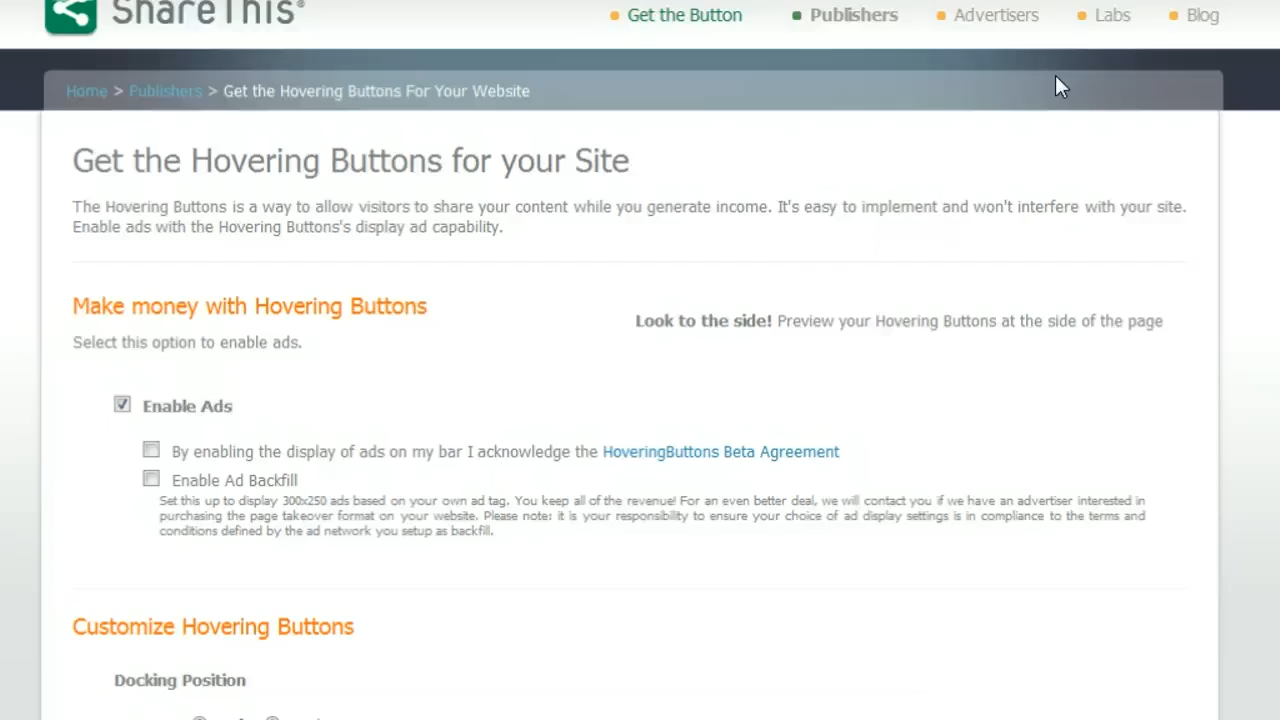 ShareThis®
Get the Button Publishers Advertisers Labs Blog
Home > Publishers > Get the Hovering Buttons For Your Website
Get the Hovering Buttons for your Site
The Hovering Buttons is a way to allow visitors to share your content while you generate income. It's easy to implement and won't interfere with your site.
Enable ads with the Hovering Buttons's display ad capability.
Make money with Hovering Buttons
Look to the side! Preview your Hovering Buttons at the side of the page
Select this option to enable ads.
Enable Ads
By enabling the display of ads on my bar I acknowledge the HoveringButtons Beta Agreement
Enable Ad Backfill
Set this up to display 300x250 ads based on your own ad tag. You keep all of the revenue! For an even better deal, we will contact you if we have an advertiser interested in
purchasing the page takeover format on your website. Please note: it is your responsibility to ensure your choice of ad display settings is in compliance to the terms and
conditions defined by the ad network you setup as backfill.
Customize Hovering Buttons
Docking Position